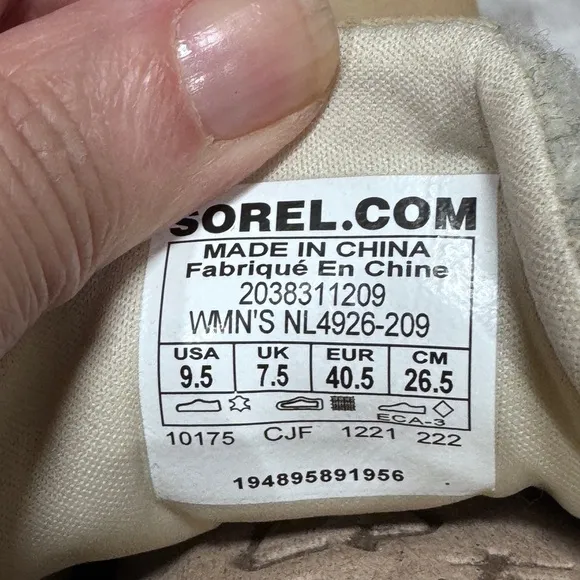 SOREL.COM
MADE IN CHINA
Fabriqué En Chine
2038311209
WMN'S NL4926-209
USA UK EUR CM
9.5 7.5 40.5 26.5
ECA-3
10175 CJF 1221 222
194895891956